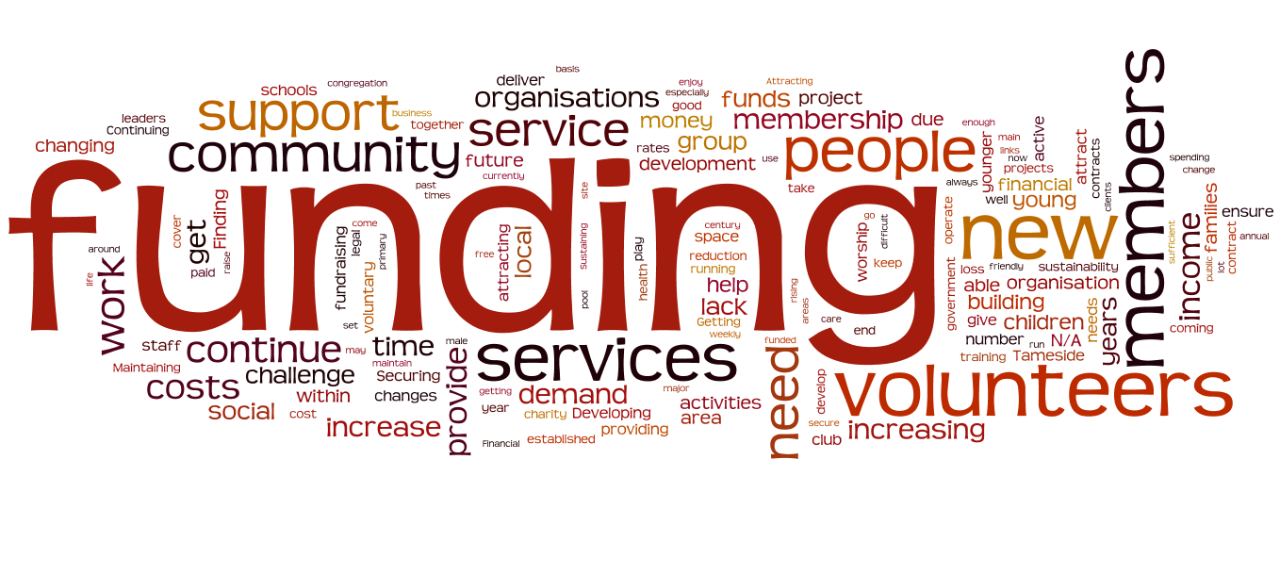 basis
deliver
enjoy
Attracting
congregation
schools
especially
organisations
good
funds
project
support
business
leaders
Continuing
together
service
money
membership
due
enough
changing
community
future
currently
rates
group
development
use
people
younger
main
links
now
projects
active
attract
contracts
members
spending
change
past
times
site
take
always
financial
well
young
clients
funding
cover
get
Finding
paid
raise
around
life
work
fundraising
legal
come
primary
voluntary
set
free
attracting
local
sustaining
pool
health
play
century
space
reduction
running
help
lack
Getting
weekly
rising
areas
worship
go
difficult
keep
care
end
operate
government
new
loss
friendly
sustainability
able
organisation
building
give
children
needs
years
number
run
N/A
training
Tameside
sufficient
income
families
public
lot
contract
ensure
annual
coming
staff
continue
may
time
male
services
funded
need
Maintaining
costs
challenge
maintain
Securing
within
changes
provide
getting
demand
major
activities
develop
volunteers
social
cost
year
charity
Developing
area
secure
increase
Financial
established
providing
club
increasing